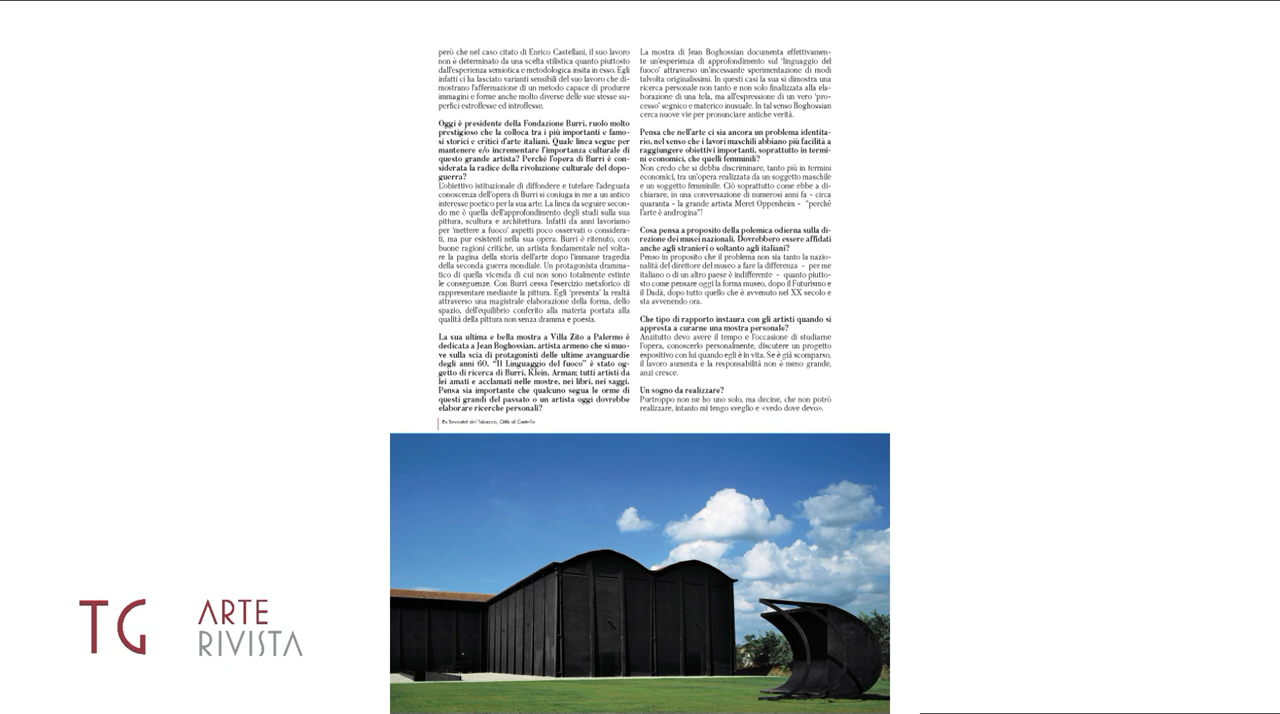 però che nel caso citato di Enrico Castellani, il suo lavoro
non è determinato da una scelta stilistica quanto piuttosto
dall'esperienza semiotica e metodologica insita in esso. Egli
infatti ci ha lasciato varianti sensibili del suo lavoro che di-
mostrano l'affermazione di un metodo capace di produrre
immagini e forme anche molto diverse delle sue stesse su-
perfici estroflesse ed introflesse.
Oggi è presidente della Fondazione Burri, ruolo molto
prestigioso che la colloca tra i più importanti e famo-
si storici e critici d'arte italiani. Quale linea segue per
mantenere e/o incrementare l'importanza culturale di
questo grande artista? Perché l'opera di Burri è con-
siderata la radice della rivoluzione culturale del dopo-
guerra?
L'obiettivo istituzionale di diffondere e tutelare l'adeguata
conoscenza dell'opera di Burri si coniuga in me a un antico
interesse poetico per la sua arte. La linea da seguire secon-
do me è quella dell'approfondimento degli studi sulla sua
pittura, scultura e architettura. Infatti da anni lavoriamo
per 'mettere a fuoco' aspetti poco osservati o considera-
ti, ma pur esistenti nella sua opera. Burri è ritenuto, con
buone ragioni critiche, un artista fondamentale nel volta-
re la pagina della storia dell'arte dopo l'immane tragedia
della seconda guerra mondiale. Un protagonista dramma-
tico di quella vicenda di cui non sono totalmente estinte
le conseguenze. Con Burri cessa l'esercizio metaforico di
rappresentare mediante la pittura. Egli 'presenta' la realtà
attraverso una magistrale elaborazione della forma, dello
spazio, dell'equilibrio conferito alla materia portata alla
qualità della pittura non senza dramma e poesia.
La sua ultima e bella mostra a Villa Zito a Palermo è
dedicata a Jean Boghossian, artista armeno che si muo-
ve sulla scia di protagonisti delle ultime avanguardie
degli anni 60. "Il Linguaggio del fuoco" è stato og-
getto di ricerca di Burri, Klein, Arman; tutti artisti da
lei amati e acclamati nelle mostre, nei libri, nei saggi.
Pensa sia importante che qualcuno segua le orme di
questi grandi del passato o un artista oggi dovrebbe
elaborare ricerche personali?
La mostra di Jean Boghossian documenta effettivamen-
te un'esperienza di approfondimento sul 'linguaggio del
fuoco' attraverso un'incessante sperimentazione di modi
talvolta originalissimi. In questi casi la sua si dimostra una
ricerca personale non tanto e non solo finalizzata alla ela-
borazione di una tela, ma all'espressione di un vero 'pro-
cesso' segnico e materico inusuale. In tal senso Boghossian
cerca nuove vie per pronunciare antiche verità.
Pensa che nell'arte ci sia ancora un problema identita-
rio, nel senso che i lavori maschili abbiano più facilità a
raggiungere obiettivi importanti, soprattutto in termi-
ni economici, che quelli femminili?
Non credo che si debba discriminare, tanto più in termini
economici, tra un'opera realizzata da un soggetto maschile
e un soggetto femminile. Ciò soprattutto come ebbe a di-
chiarare, in una conversazione di numerosi anni fa - circa
quaranta - la grande artista Meret Oppenheim - "perché
l'arte è androgina"!
Cosa pensa a proposito della polemica odierna sulla di-
rezione dei musei nazionali. Dovrebbero essere affidati
anche agli stranieri o soltanto agli italiani?
Penso in proposito che il problema non sia tanto la nazio-
nalità del direttore del museo a fare la differenza - per me
italiano o di un altro paese è indifferente - quanto piutto-
sto come pensare oggi la forma museo, dopo il Futurismo e
il Dadá, dopo tutto quello che è avvenuto nel XX secolo e
sta avvenendo ora.
Che tipo di rapporto instaura con gli artisti quando si
appresta a curarne una mostra personale?
Anzitutto devo avere il tempo e l'occasione di studiarne
l'opera, conoscerlo personalmente, discutere un progetto
espositivo con lui quando egli è in vita. Se è già scomparso,
il lavoro aumenta e la responsabilità non è meno grande,
anzi cresce.
Un sogno da realizzare?
Purtroppo non ne ho uno solo, ma decine, che non potrò
realizzare, intanto mi tengo sveglio e «vedo dove devo».
Ex Seccatoi del Tabacco, Città di Castello
TG ARTE
RIVISTA